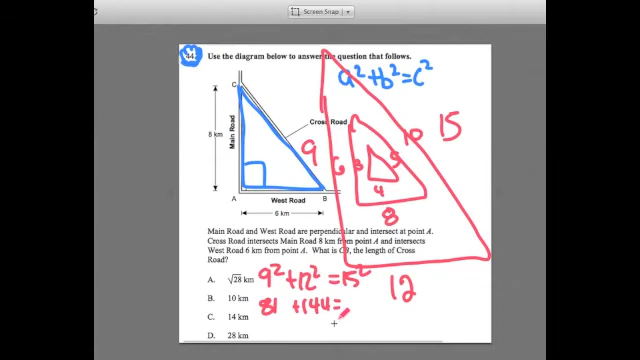 Screen Snap
44. Use the diagram below to answer the question that follows.
a² + b² = c²
C
Cross Road
8 km
Main Road
A
West Road
B
6 km
9
15
6
10
3
5
4
8
12
Main Road and West Road are perpendicular and intersect at point A.
Cross Road intersects Main Road 8 km from point A and intersects
West Road 6 km from point A. What is CB, the length of Cross
Road?
A. √28 km
9² + 12² = 15²
B. 10 km
81 + 144 =
C. 14 km
D. 28 km